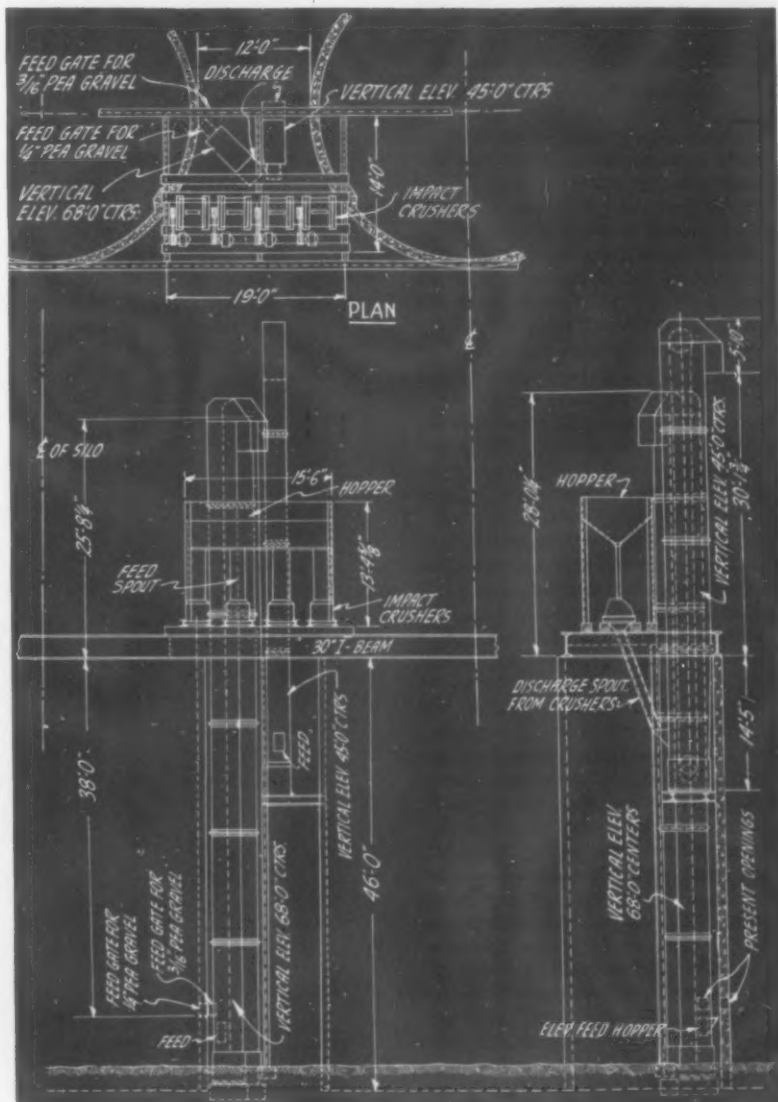 12'-0"
FEED GATE FOR
3/16" PEA GRAVEL
DISCHARGE
VERTICAL ELEV. 45'-0" CTRS
FEED GATE FOR
1/4" PEA GRAVEL
VERTICAL
ELEV. 68'-0" CTRS.
14'-0"
IMPACT
CRUSHERS
19'-0"
PLAN
℄ OF SILO
25'-8¼"
15'-6"
HOPPER
FEED
SPOUT
IMPACT
CRUSHERS
30" I-BEAM
FEED
VERTICAL ELEV 45'-0" CTRS
38'-0"
46'-0"
FEED GATE FOR
¼" PEA GRAVEL
FEED GATE FOR
3/16" PEA GRAVEL
VERTICAL ELEV. 68'-0" CTRS
FEED
5'-0"
HOPPER
VERTICAL ELEV. 45'-0" CTRS
DISCHARGE SPOUT
FROM CRUSHERS
14'-5"
VERTICAL ELEV
68'-0" CENTERS
PRESENT OPENINGS
ELEV. FEED HOPPER